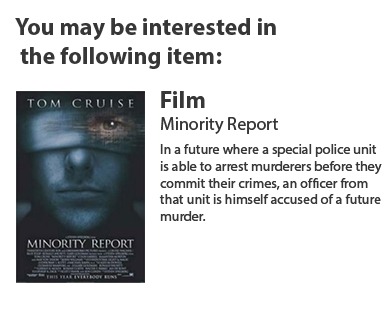 You may be interested in
the following item:
TOM CRUISE
Film
Minority Report
In a future where a special police unit
is able to arrest murderers before they
commit their crimes, an officer from
that unit is himself accused of a future
murder.
MINORITY REPORT
THIS YEAR EVERYBODY RUNS